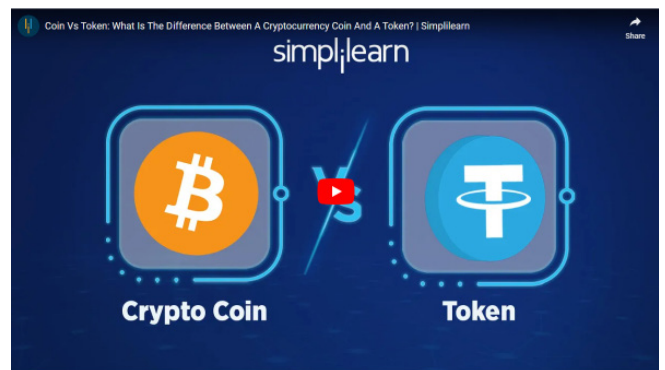 Coin Vs Token: What Is The Difference Between A Cryptocurrency Coin And A Token? | Simplilearn
Share
simplilearn
Vs
Crypto Coin
Token